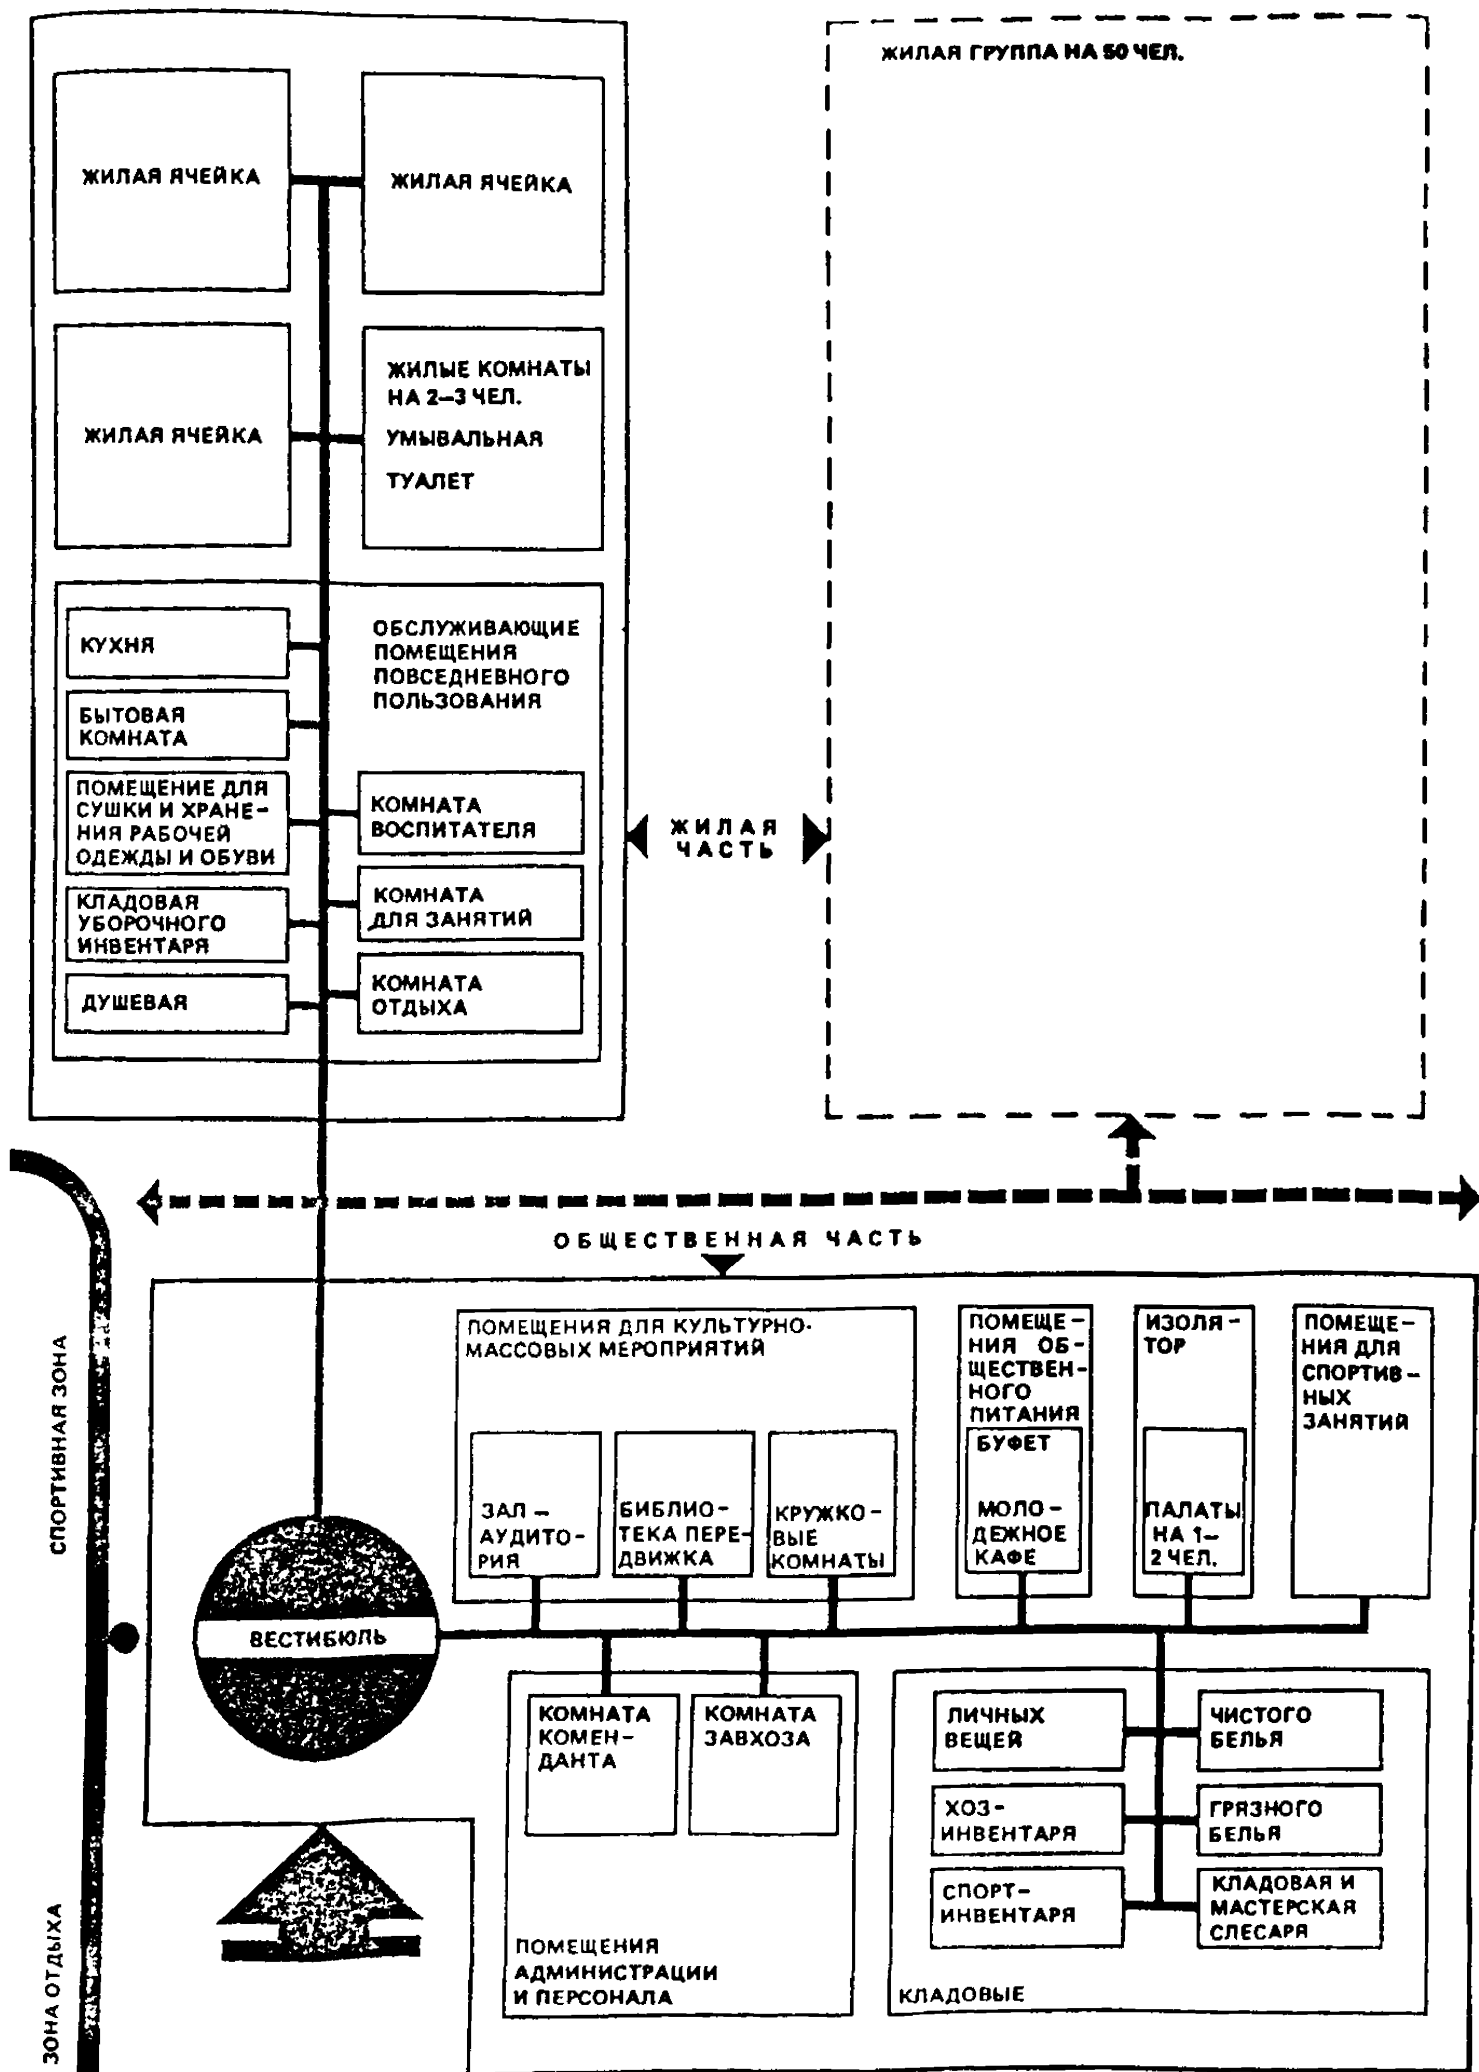 ЖИЛАЯ ГРУППА НА 50 ЧЕЛ.
ЖИЛАЯ ЯЧЕЙКА
ЖИЛАЯ ЯЧЕЙКА
ЖИЛАЯ ЯЧЕЙКА
ЖИЛЫЕ КОМНАТЫ
НА 2–3 ЧЕЛ.
УМЫВАЛЬНАЯ
ТУАЛЕТ
КУХНЯ
БЫТОВАЯ
КОМНАТА
ПОМЕЩЕНИЕ ДЛЯ
СУШКИ И ХРАНЕ–
НИЯ РАБОЧЕЙ
ОДЕЖДЫ И ОБУВИ
КЛАДОВАЯ
УБОРОЧНОГО
ИНВЕНТАРЯ
ДУШЕВАЯ
ОБСЛУЖИВАЮЩИЕ
ПОМЕЩЕНИЯ
ПОВСЕДНЕВНОГО
ПОЛЬЗОВАНИЯ
КОМНАТА
ВОСПИТАТЕЛЯ
КОМНАТА
ДЛЯ ЗАНЯТИЙ
КОМНАТА
ОТДЫХА
ЖИЛАЯ
ЧАСТЬ
ОБЩЕСТВЕННАЯ ЧАСТЬ
СПОРТИВНАЯ ЗОНА
ЗОНА ОТДЫХА
ВЕСТИБЮЛЬ
ПОМЕЩЕНИЯ ДЛЯ КУЛЬТУРНО-
МАССОВЫХ МЕРОПРИЯТИЙ
ЗАЛ –
АУДИТО-
РИЯ
БИБЛИО-
ТЕКА ПЕРЕ-
ДВИЖКА
КРУЖКО-
ВЫЕ
КОМНАТЫ
ПОМЕЩЕ-
НИЯ ОБ-
ЩЕСТВЕН-
НОГО
ПИТАНИЯ
БУФЕТ
МОЛО-
ДЕЖНОЕ
КАФЕ
ИЗОЛЯ-
ТОР
ПАЛАТЫ
НА 1–
2 ЧЕЛ.
ПОМЕЩЕ-
НИЯ ДЛЯ
СПОРТИВ-
НЫХ
ЗАНЯТИЙ
КОМНАТА
КОМЕН-
ДАНТА
КОМНАТА
ЗАВХОЗА
ПОМЕЩЕНИЯ
АДМИНИСТРАЦИИ
И ПЕРСОНАЛА
ЛИЧНЫХ
ВЕЩЕЙ
ХОЗ-
ИНВЕНТАРЯ
СПОРТ-
ИНВЕНТАРЯ
ЧИСТОГО
БЕЛЬЯ
ГРЯЗНОГО
БЕЛЬЯ
КЛАДОВАЯ И
МАСТЕРСКАЯ
СЛЕСАРЯ
КЛАДОВЫЕ